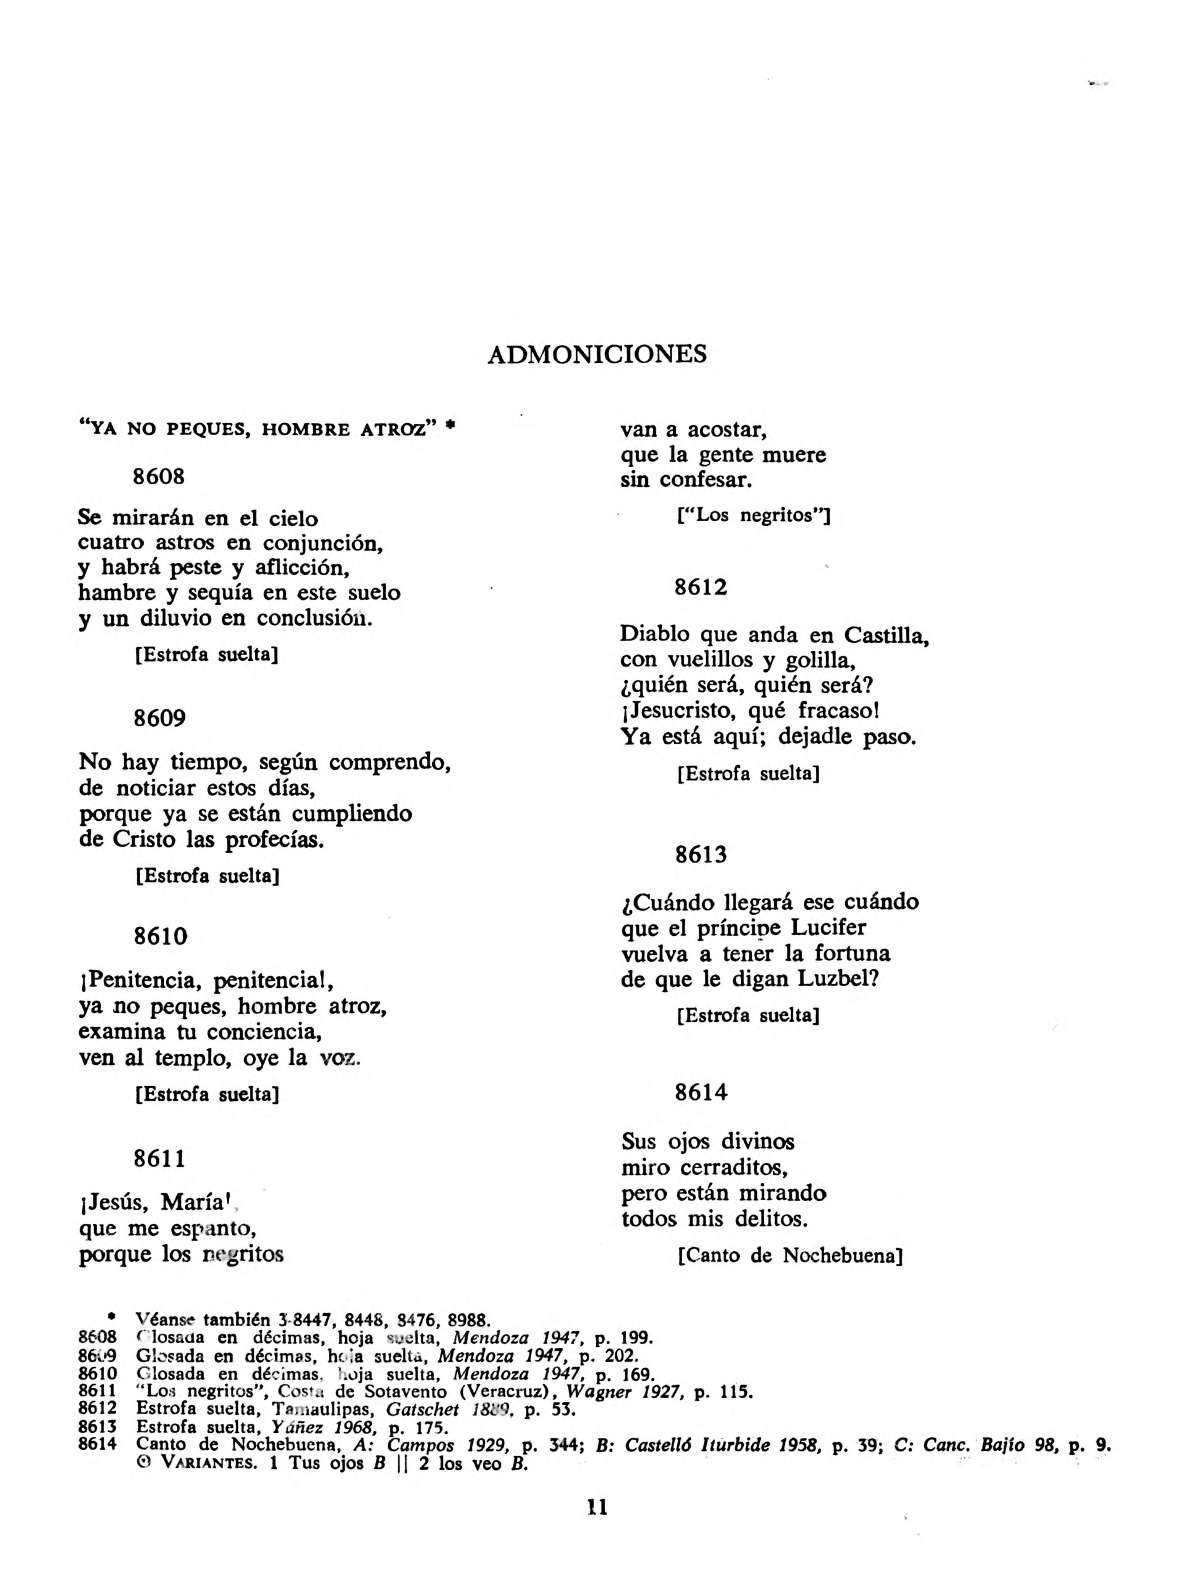 ADMONICIONES
“YA NO PEQUES, HOMBRE ATROZ” *
8608
Se mirarán en el cielo
cuatro astros en conjunción,
y habrá peste y aflicción,
hambre y sequía en este suelo
y un diluvio en conclusión.
[Estrofa suelta]
8609
No hay tiempo, según comprendo,
de noticiar estos días,
porque ya se están cumpliendo
de Cristo las profecías.
[Estrofa suelta]
8610
¡Penitencia, penitencia!,
ya no peques, hombre atroz,
examina tu conciencia,
ven al templo, oye la voz.
[Estrofa suelta]
8611
¡Jesús, María!,
que me espanto,
porque los negritos
van a acostar,
que la gente muere
sin confesar.
[“Los negritos”]
8612
Diablo que anda en Castilla,
con vuelillos y golilla,
¿quién será, quién será?
¡Jesucristo, qué fracaso!
Ya está aquí; dejadle paso.
[Estrofa suelta]
8613
¿Cuándo llegará ese cuándo
que el príncipe Lucifer
vuelva a tener la fortuna
de que le digan Luzbel?
[Estrofa suelta]
8614
Sus ojos divinos
miro cerraditos,
pero están mirando
todos mis delitos.
[Canto de Nochebuena]
* Véanse también 3-8447, 8448, 8476, 8988.
8608 Glosada en décimas, hoja suelta, Mendoza 1947, p. 199.
8609 Glosada en décimas, hoja suelta, Mendoza 1947, p. 202.
8610 Glosada en décimas, hoja suelta, Mendoza 1947, p. 169.
8611 “Los negritos”, Costa de Sotavento (Veracruz), Wagner 1927, p. 115.
8612 Estrofa suelta, Tamaulipas, Gatschet 1889, p. 53.
8613 Estrofa suelta, Yáñez 1968, p. 175.
8614 Canto de Nochebuena, A: Campos 1929, p. 344; B: Castelló Iturbide 1958, p. 39; C: Canc. Bajío 98, p. 9.
⊙ VARIANTES. 1 Tus ojos B || 2 los veo B.
11